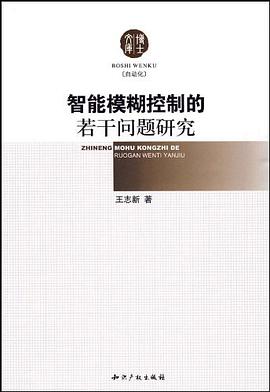 博士
文库
BOSHI WENKU
〔自动化〕
智能模糊控制的
若干问题研究
ZHINENG MOHU KONGZHI DE
RUOGAN WENTI YANJIU
王志新 著
知识产权出版社